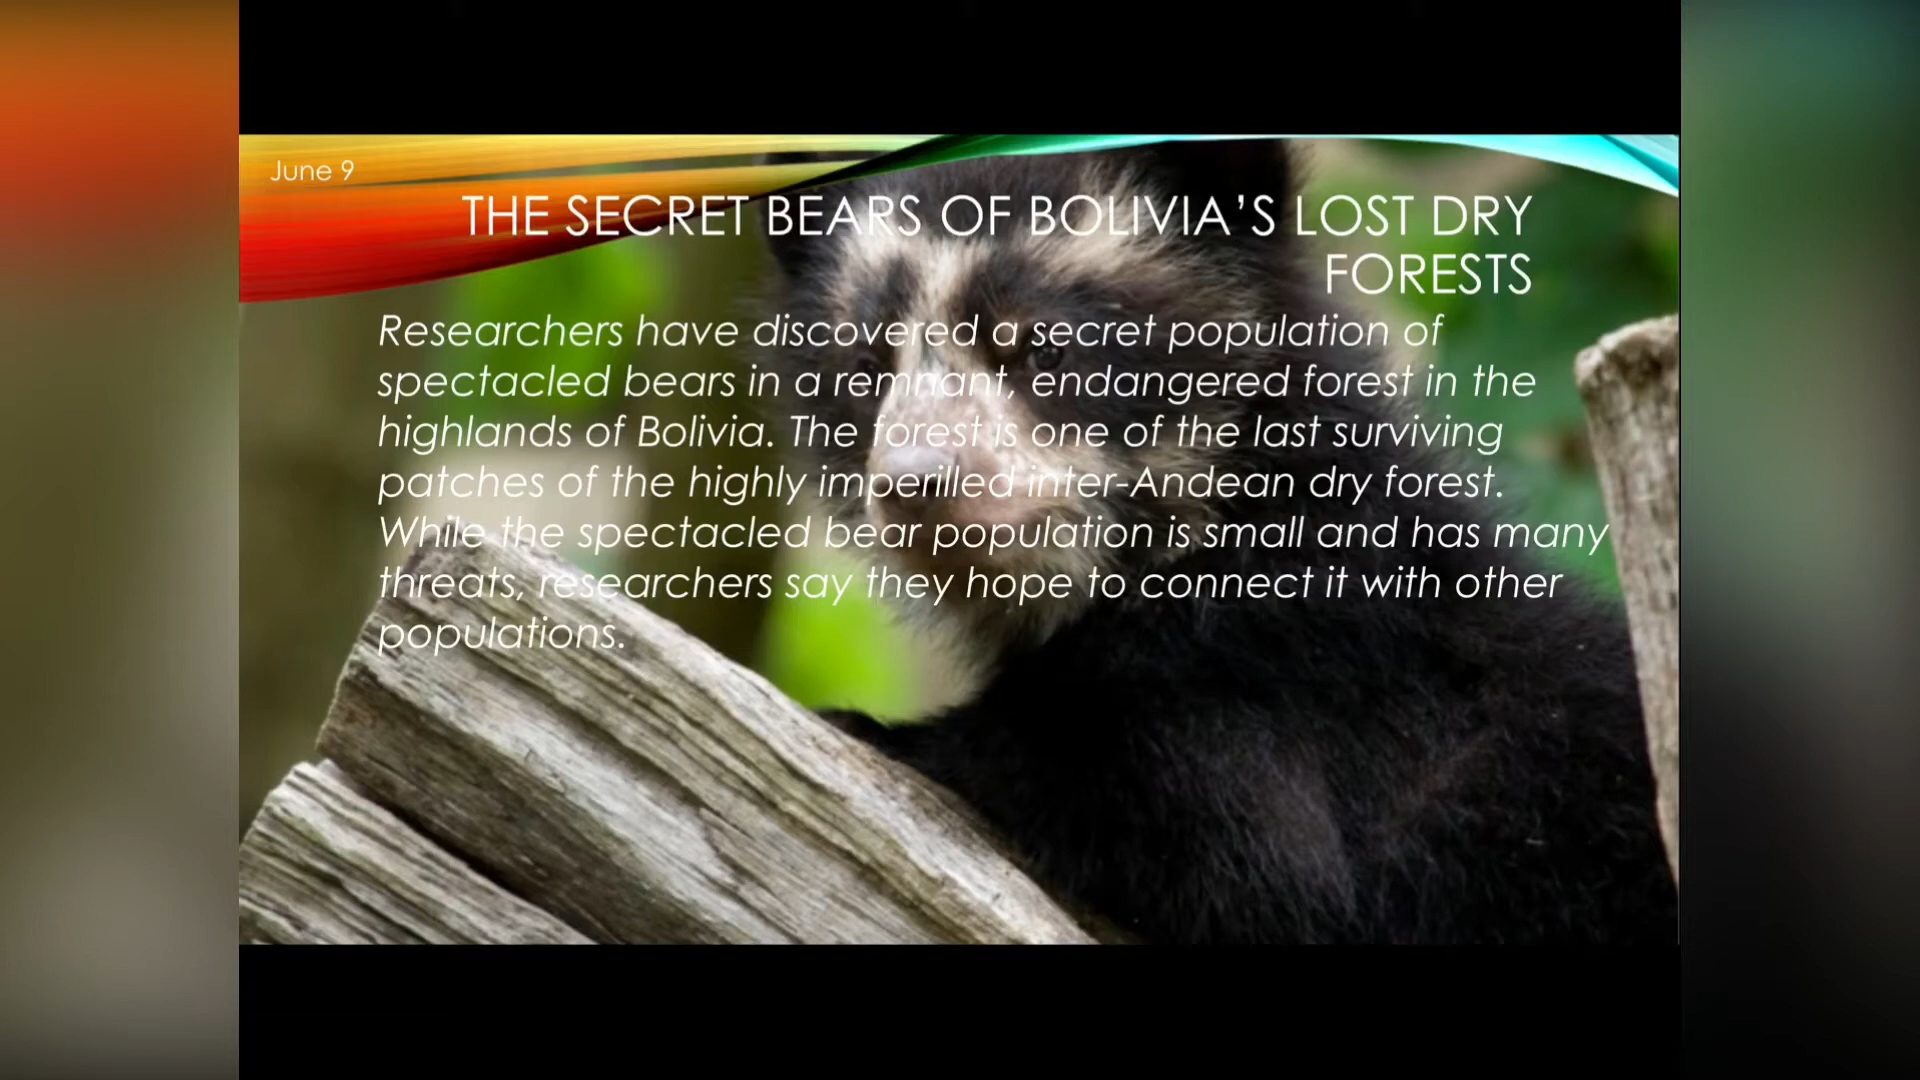 June 9
THE SECRET BEARS OF BOLIVIA’S LOST DRY
FORESTS
Researchers have discovered a secret population of
spectacled bears in a remnant, endangered forest in the
highlands of Bolivia. The forest is one of the last surviving
patches of the highly imperilled inter-Andean dry forest.
While the spectacled bear population is small and has many
threats, researchers say they hope to connect it with other
populations.